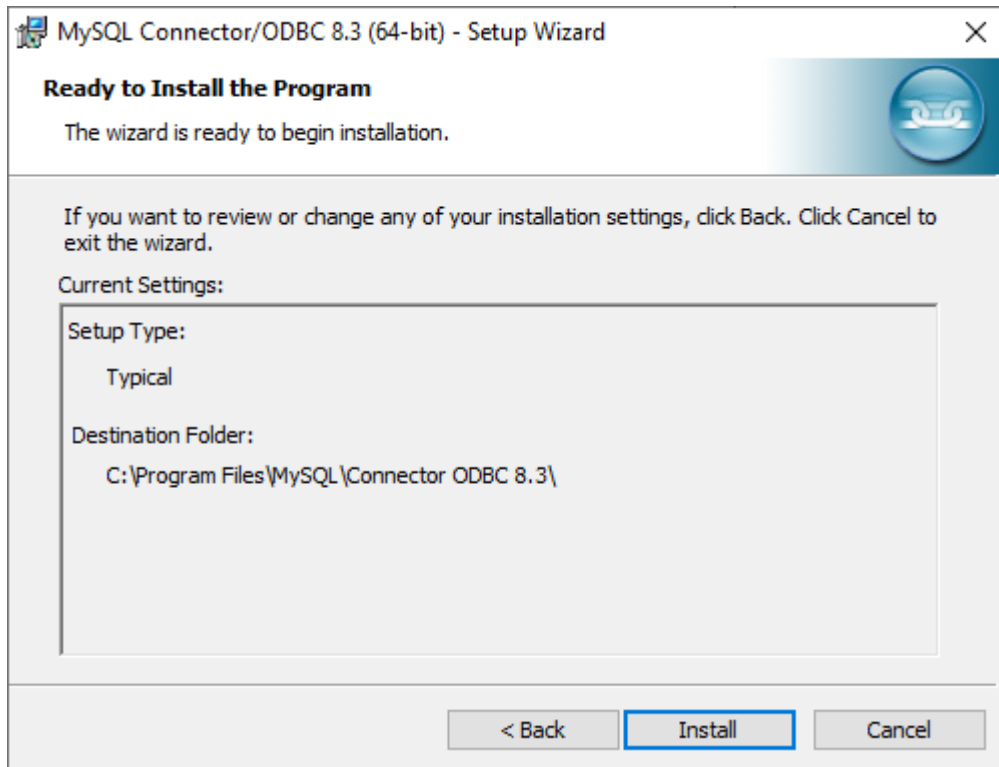 MySQL Connector/ODBC 8.3 (64-bit) - Setup Wizard
Ready to Install the Program
The wizard is ready to begin installation.
If you want to review or change any of your installation settings, click Back. Click Cancel to
exit the wizard.
Current Settings:
Setup Type:
Typical
Destination Folder:
C:\Program Files\MySQL\Connector ODBC 8.3\
< Back
Install
Cancel